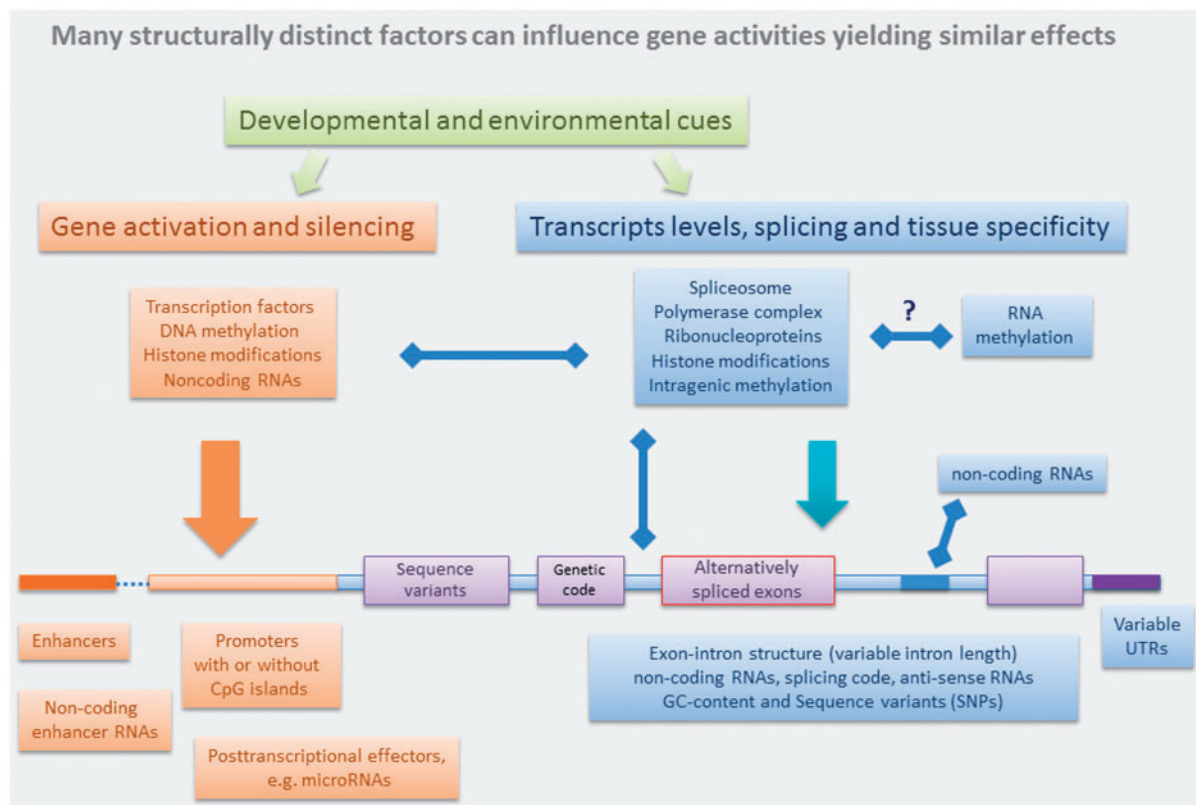 Many structurally distinct factors can influence gene activities yielding similar effects
Developmental and environmental cues
Gene activation and silencing
Transcripts levels, splicing and tissue specificity
Transcription factors
DNA methylation
Histone modifications
Noncoding RNAs
Spliceosome
Polymerase complex
Ribonucleoproteins
Histone modifications
Intragenic methylation
?
RNA
methylation
non-coding RNAs
Sequence
variants
Genetic
code
Alternatively
spliced exons
Enhancers
Promoters
with or without
CpG islands
Non-coding
enhancer RNAs
Posttranscriptional effectors,
e.g. microRNAs
Exon-intron structure (variable intron length)
non-coding RNAs, splicing code, anti-sense RNAs
GC-content and Sequence variants (SNPs)
Variable
UTRs